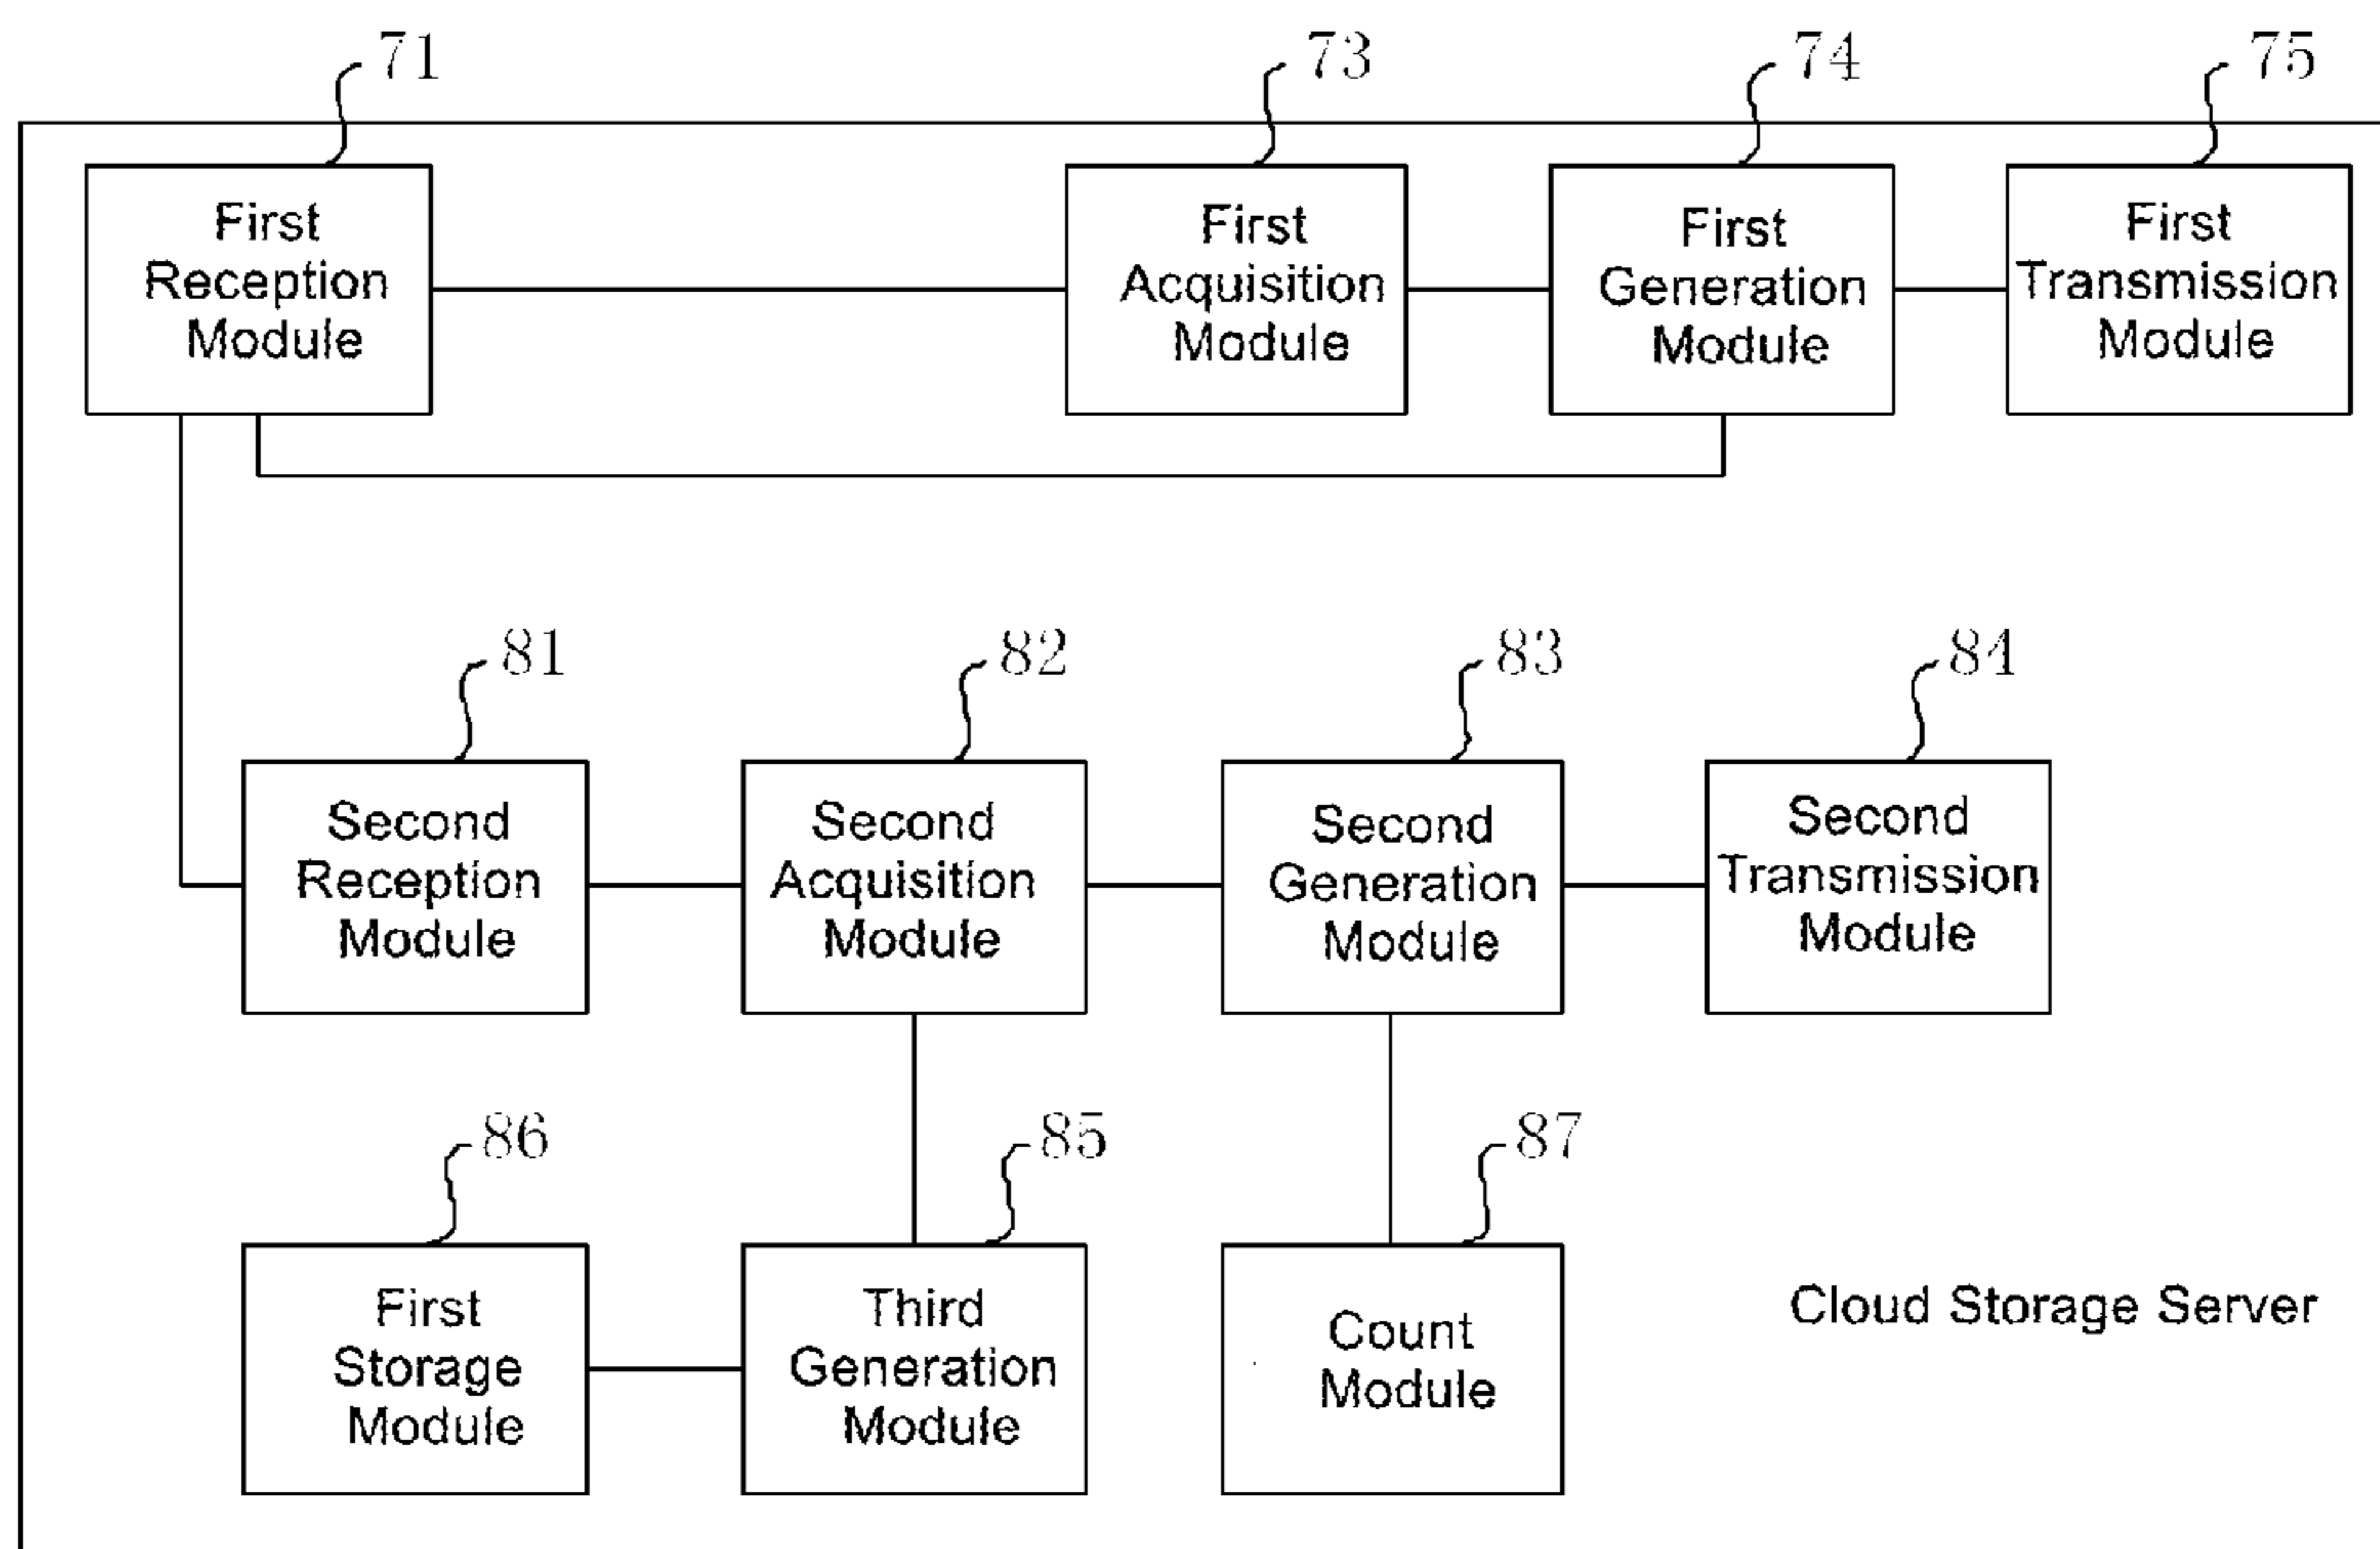 71
73
74
75
First
Reception
Module
First
Acquisition
Module
First
Generation
Module
First
Transmission
Module
81
82
83
84
Second
Reception
Module
Second
Acquisition
Module
Second
Generation
Module
Second
Transmission
Module
86
85
87
First
Storage
Module
Third
Generation
Module
Count
Module
Cloud Storage Server